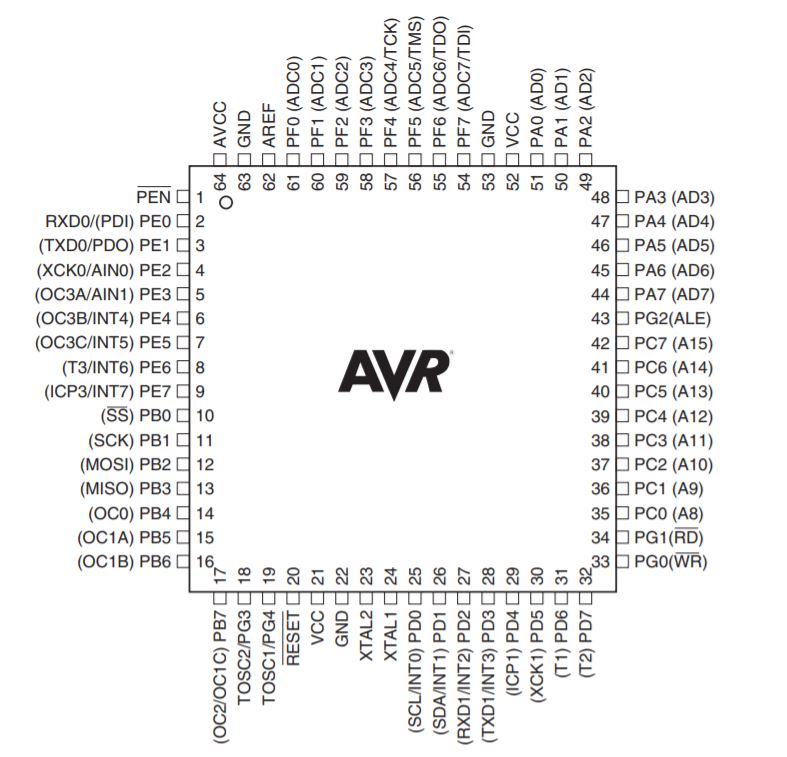 AVCC
GND
AREF
PF0 (ADC0)
PF1 (ADC1)
PF2 (ADC2)
PF3 (ADC3)
PF4 (ADC4/TCK)
PF5 (ADC5/TMS)
PF6 (ADC6/TDO)
PF7 (ADC7/TDI)
GND
VCC
PA0 (AD0)
PA1 (AD1)
PA2 (AD2)
64
63
62
61
60
59
58
57
56
55
54
53
52
51
50
49
PEN 1
RXD0/(PDI) PE0 2
(TXD0/PDO) PE1 3
(XCK0/AIN0) PE2 4
(OC3A/AIN1) PE3 5
(OC3B/INT4) PE4 6
(OC3C/INT5) PE5 7
(T3/INT6) PE6 8
(ICP3/INT7) PE7 9
(SS) PB0 10
(SCK) PB1 11
(MOSI) PB2 12
(MISO) PB3 13
(OC0) PB4 14
(OC1A) PB5 15
(OC1B) PB6 16
AVR®
48 PA3 (AD3)
47 PA4 (AD4)
46 PA5 (AD5)
45 PA6 (AD6)
44 PA7 (AD7)
43 PG2(ALE)
42 PC7 (A15)
41 PC6 (A14)
40 PC5 (A13)
39 PC4 (A12)
38 PC3 (A11)
37 PC2 (A10)
36 PC1 (A9)
35 PC0 (A8)
34 PG1(RD)
33 PG0(WR)
17
18
19
20
21
22
23
24
25
26
27
28
29
30
31
32
(OC2/OC1C) PB7
TOSC2/PG3
TOSC1/PG4
RESET
VCC
GND
XTAL2
XTAL1
(SCL/INT0) PD0
(SDA/INT1) PD1
(RXD1/INT2) PD2
(TXD1/INT3) PD3
(ICP1) PD4
(XCK1) PD5
(T1) PD6
(T2) PD7